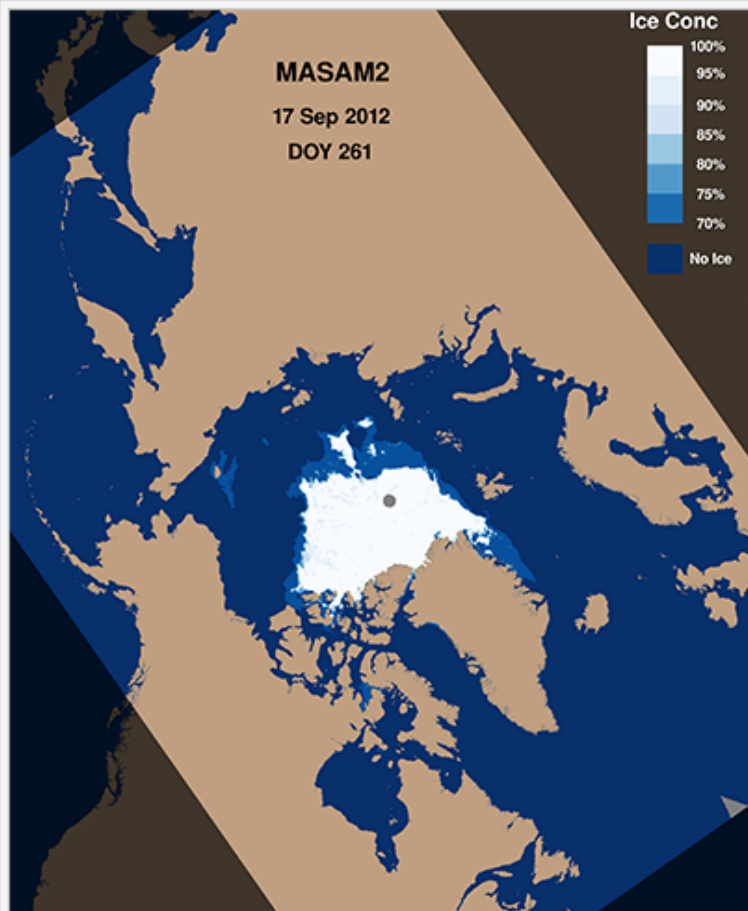 Ice Conc
100%
95%
90%
85%
80%
75%
70%
No Ice
MASAM2
17 Sep 2012
DOY 261